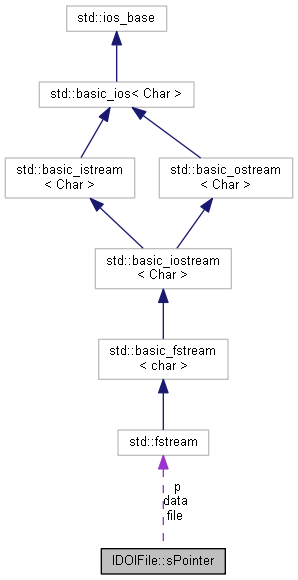 std::ios_base
std::basic_ios< Char >
std::basic_istream
< Char >
std::basic_ostream
< Char >
std::basic_iostream
< Char >
std::basic_fstream
< char >
std::fstream
p
data
file
IDOIFile::sPointer